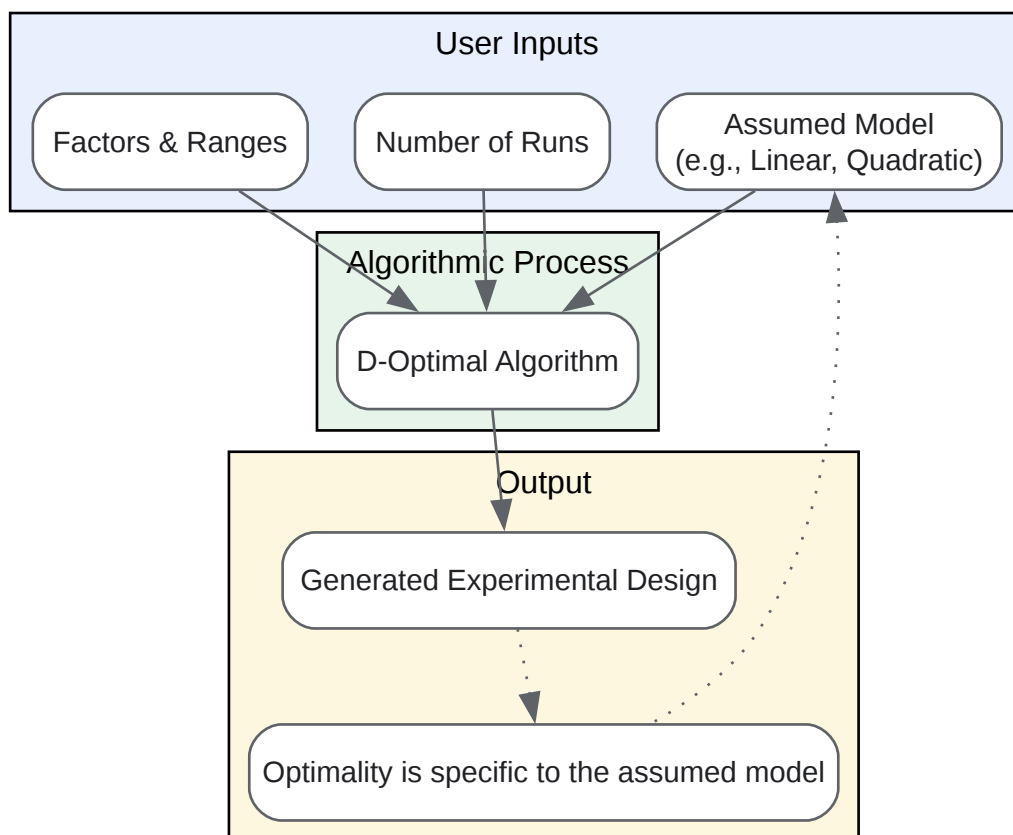 User Inputs
Factors & Ranges
Number of Runs
Assumed Model
(e.g., Linear, Quadratic)
Algorithmic Process
D-Optimal Algorithm
Output
Generated Experimental Design
Optimality is specific to the assumed model